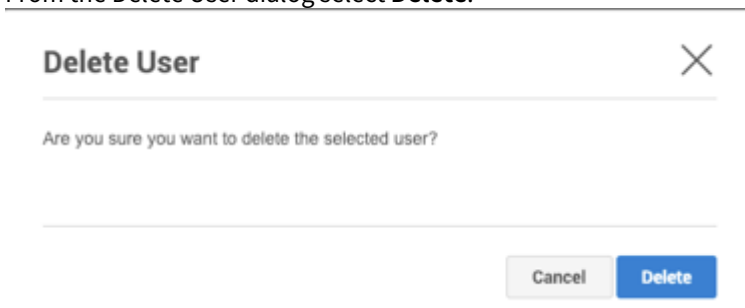 From the Delete User dialog select Delete.
Delete User
Are you sure you want to delete the selected user?
Cancel
Delete